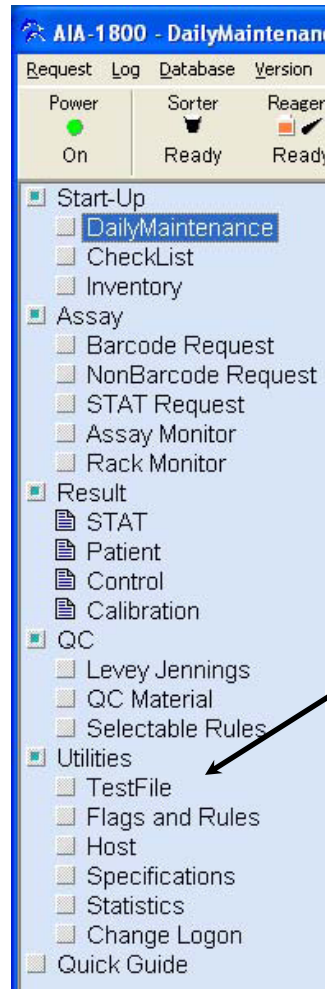 AIA-1800 - DailyMaintenanc
Request Log Database Version
Power Sorter Reager
On Ready Ready
Start-Up
DailyMaintenance
CheckList
Inventory
Assay
Barcode Request
NonBarcode Request
STAT Request
Assay Monitor
Rack Monitor
Result
STAT
Patient
Control
Calibration
QC
Levey Jennings
QC Material
Selectable Rules
Utilities
TestFile
Flags and Rules
Host
Specifications
Statistics
Change Logon
Quick Guide